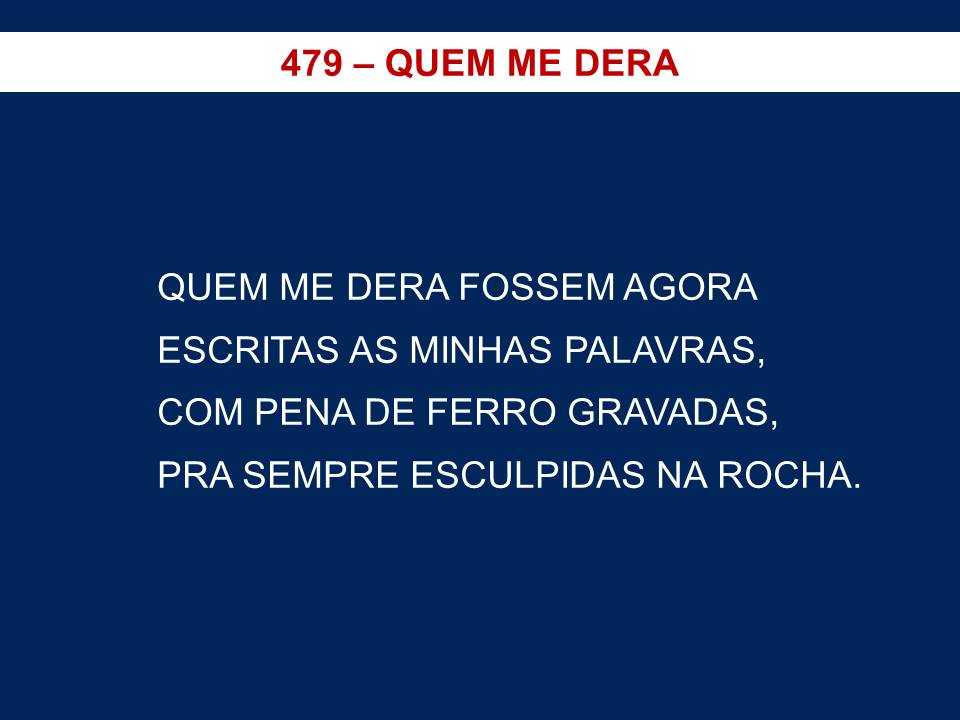 479 – QUEM ME DERA
QUEM ME DERA FOSSEM AGORA
ESCRITAS AS MINHAS PALAVRAS,
COM PENA DE FERRO GRAVADAS,
PRA SEMPRE ESCULPIDAS NA ROCHA.